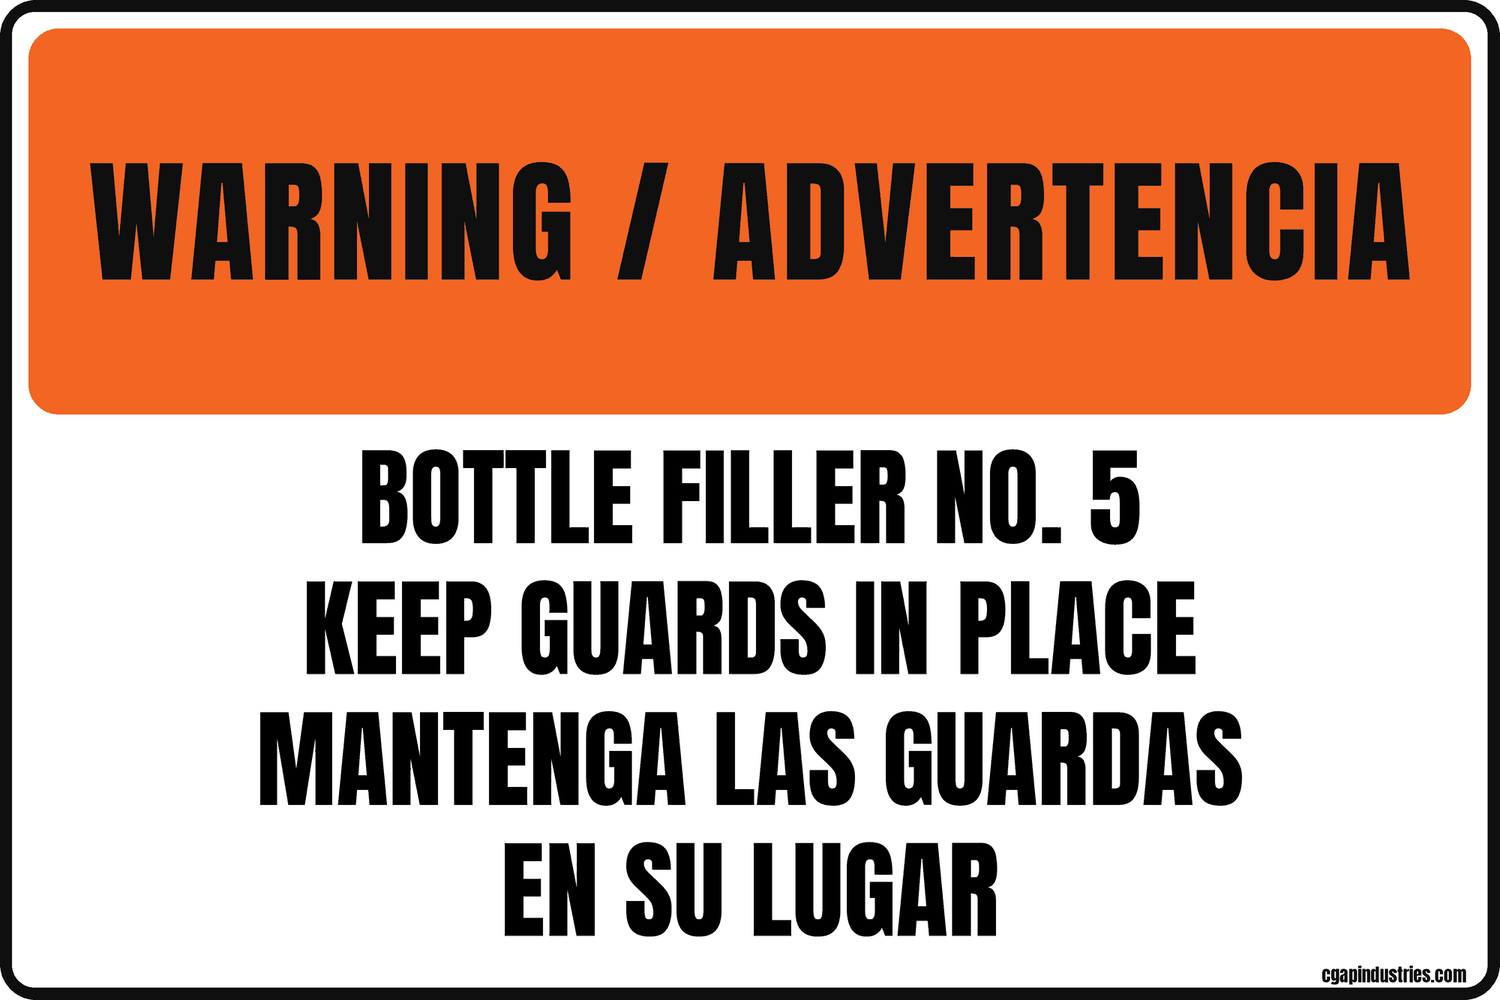 WARNING / ADVERTENCIA
BOTTLE FILLER NO. 5
KEEP GUARDS IN PLACE
MANTENGA LAS GUARDAS
EN SU LUGAR
cgapindustries.com